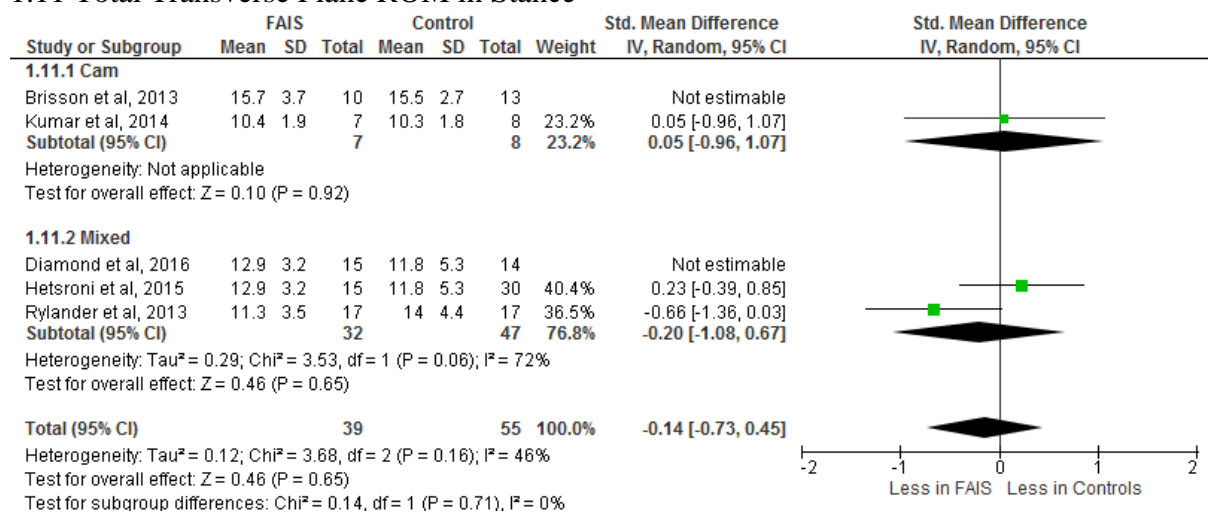 1.11 Total Transverse Plane ROM in Stance
FAIS Control Std. Mean Difference Std. Mean Difference
Study or Subgroup Mean SD Total Mean SD Total Weight IV, Random, 95% CI IV, Random, 95% CI
1.11.1 Cam
Brisson et al, 2013 15.7 3.7 10 15.5 2.7 13 Not estimable
Kumar et al, 2014 10.4 1.9 7 10.3 1.8 8 23.2% 0.05 [-0.96, 1.07]
Subtotal (95% CI) 7 8 23.2% 0.05 [-0.96, 1.07]
Heterogeneity: Not applicable
Test for overall effect: Z = 0.10 (P = 0.92)
1.11.2 Mixed
Diamond et al, 2016 12.9 3.2 15 11.8 5.3 14 Not estimable
Hetsroni et al, 2015 12.9 3.2 15 11.8 5.3 30 40.4% 0.23 [-0.39, 0.85]
Rylander et al, 2013 11.3 3.5 17 14 4.4 17 36.5% -0.66 [-1.36, 0.03]
Subtotal (95% CI) 32 47 76.8% -0.20 [-1.08, 0.67]
Heterogeneity: Tau² = 0.29; Chi² = 3.53, df = 1 (P = 0.06); I² = 72%
Test for overall effect: Z = 0.46 (P = 0.65)
Total (95% CI) 39 55 100.0% -0.14 [-0.73, 0.45]
Heterogeneity: Tau² = 0.12; Chi² = 3.68, df = 2 (P = 0.16); I² = 46%
Test for overall effect: Z = 0.46 (P = 0.65)
Test for subgroup differences: Chi² = 0.14, df = 1 (P = 0.71), I² = 0%
-2 -1 0 1 2
Less in FAIS Less in Controls